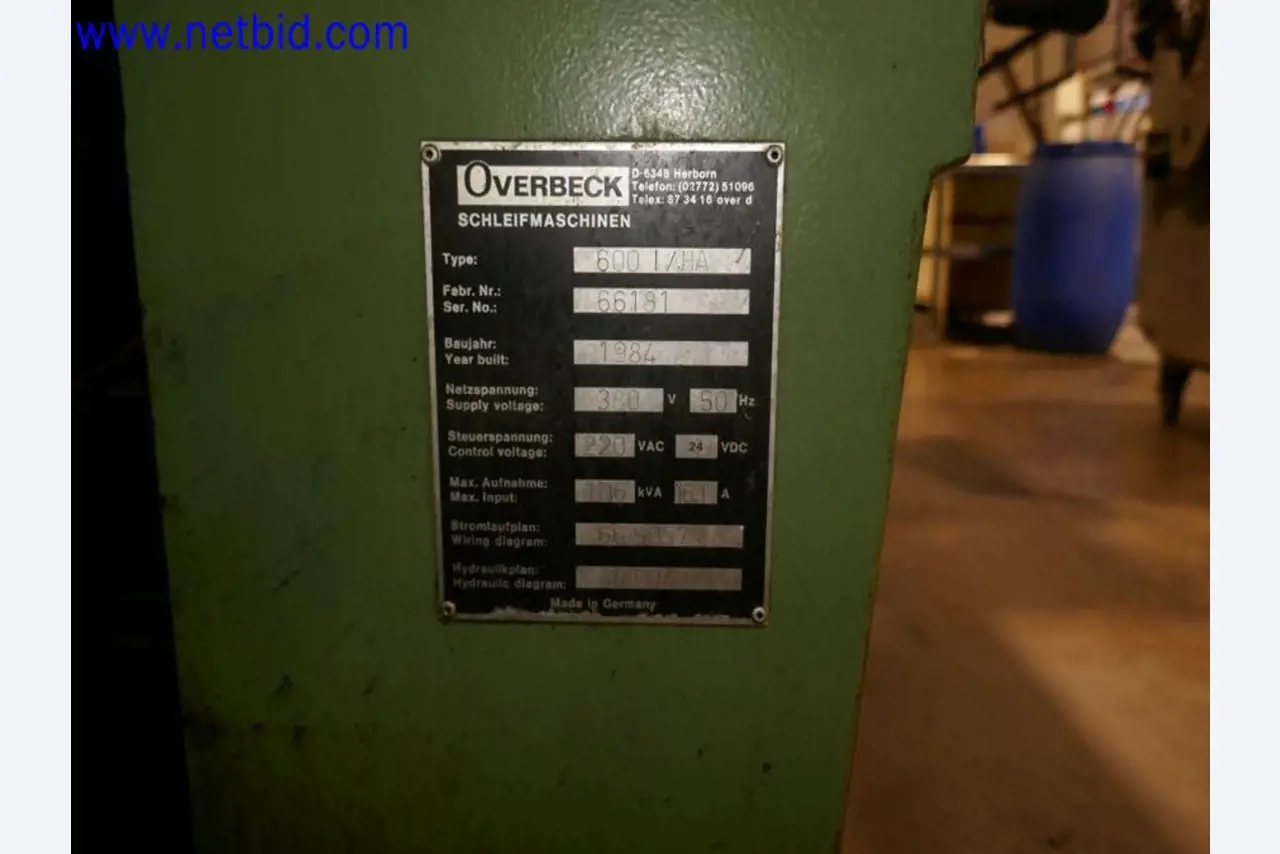 www.netbid.com
OVERBECK
SCHLEIFMASCHINEN
D-6348 Herborn
Telefon: (02772) 51096
Telex: 87 34 16 over d
Type: 600 I/HA
Fabr. Nr.:
Ser. No.: 66181
Baujahr:
Year built: 1984
Netzspannung:
Supply voltage: 380 V 50 Hz
Steuerspannung:
Control voltage: 220 VAC 24 VDC
Max. Aufnahme:
Max. Input: kVA A
Stromlaufplan:
Wiring diagram:
Hydraulikplan:
Hydraulic diagram:
Made in Germany